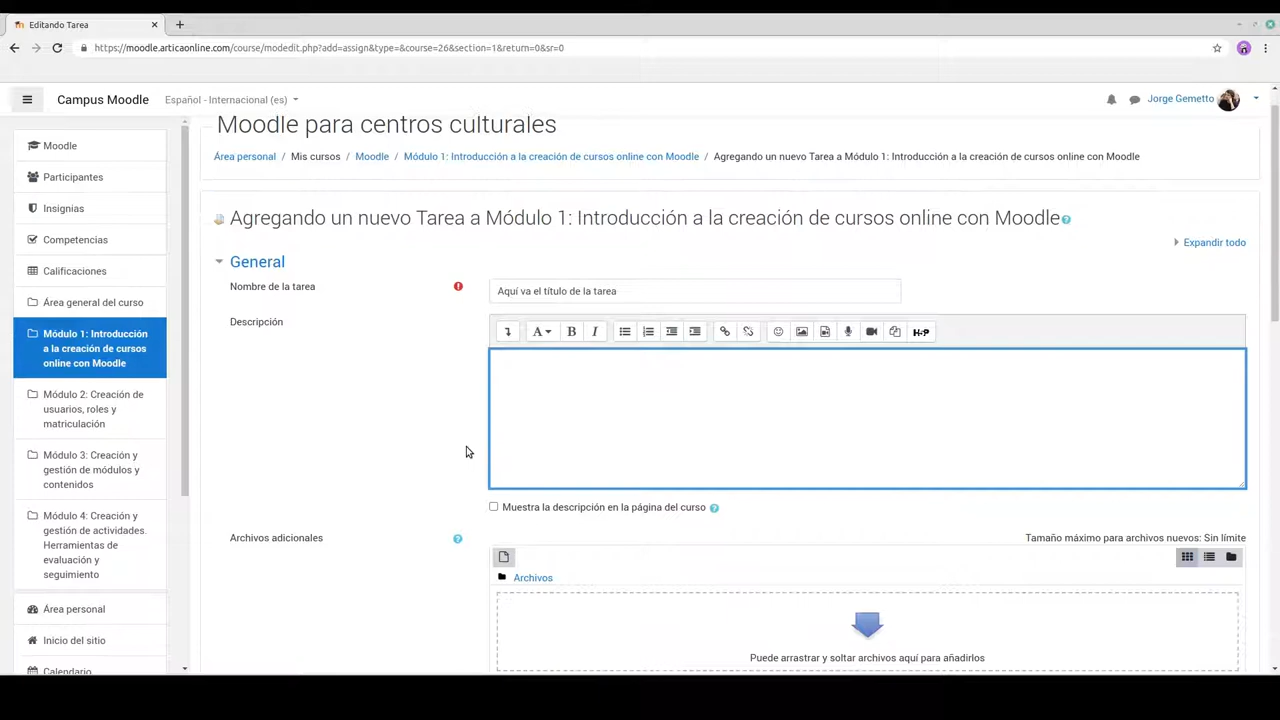 Editando Tarea
https://moodle.articaonline.com/course/modedit.php?add=assign&type=&course=26&section=1&return=0&sr=0
Campus Moodle
Español - Internacional (es)
Jorge Gemetto
Moodle para centros culturales
Área personal / Mis cursos / Moodle / Módulo 1: Introducción a la creación de cursos online con Moodle / Agregando un nuevo Tarea a Módulo 1: Introducción a la creación de cursos online con Moodle
Moodle
Participantes
Insignias
Competencias
Calificaciones
Área general del curso
Módulo 1: Introducción
a la creación de cursos
online con Moodle
Módulo 2: Creación de
usuarios, roles y
matriculación
Módulo 3: Creación y
gestión de módulos y
contenidos
Módulo 4: Creación y
gestión de actividades.
Herramientas de
evaluación y
seguimiento
Área personal
Inicio del sitio
Calendario
Agregando un nuevo Tarea a Módulo 1: Introducción a la creación de cursos online con Moodle
Expandir todo
General
Nombre de la tarea
Aquí va el título de la tarea
Descripción
A B I H-P
Muestra la descripción en la página del curso
Archivos adicionales
Tamaño máximo para archivos nuevos: Sin límite
Archivos
Puede arrastrar y soltar archivos aquí para añadirlos